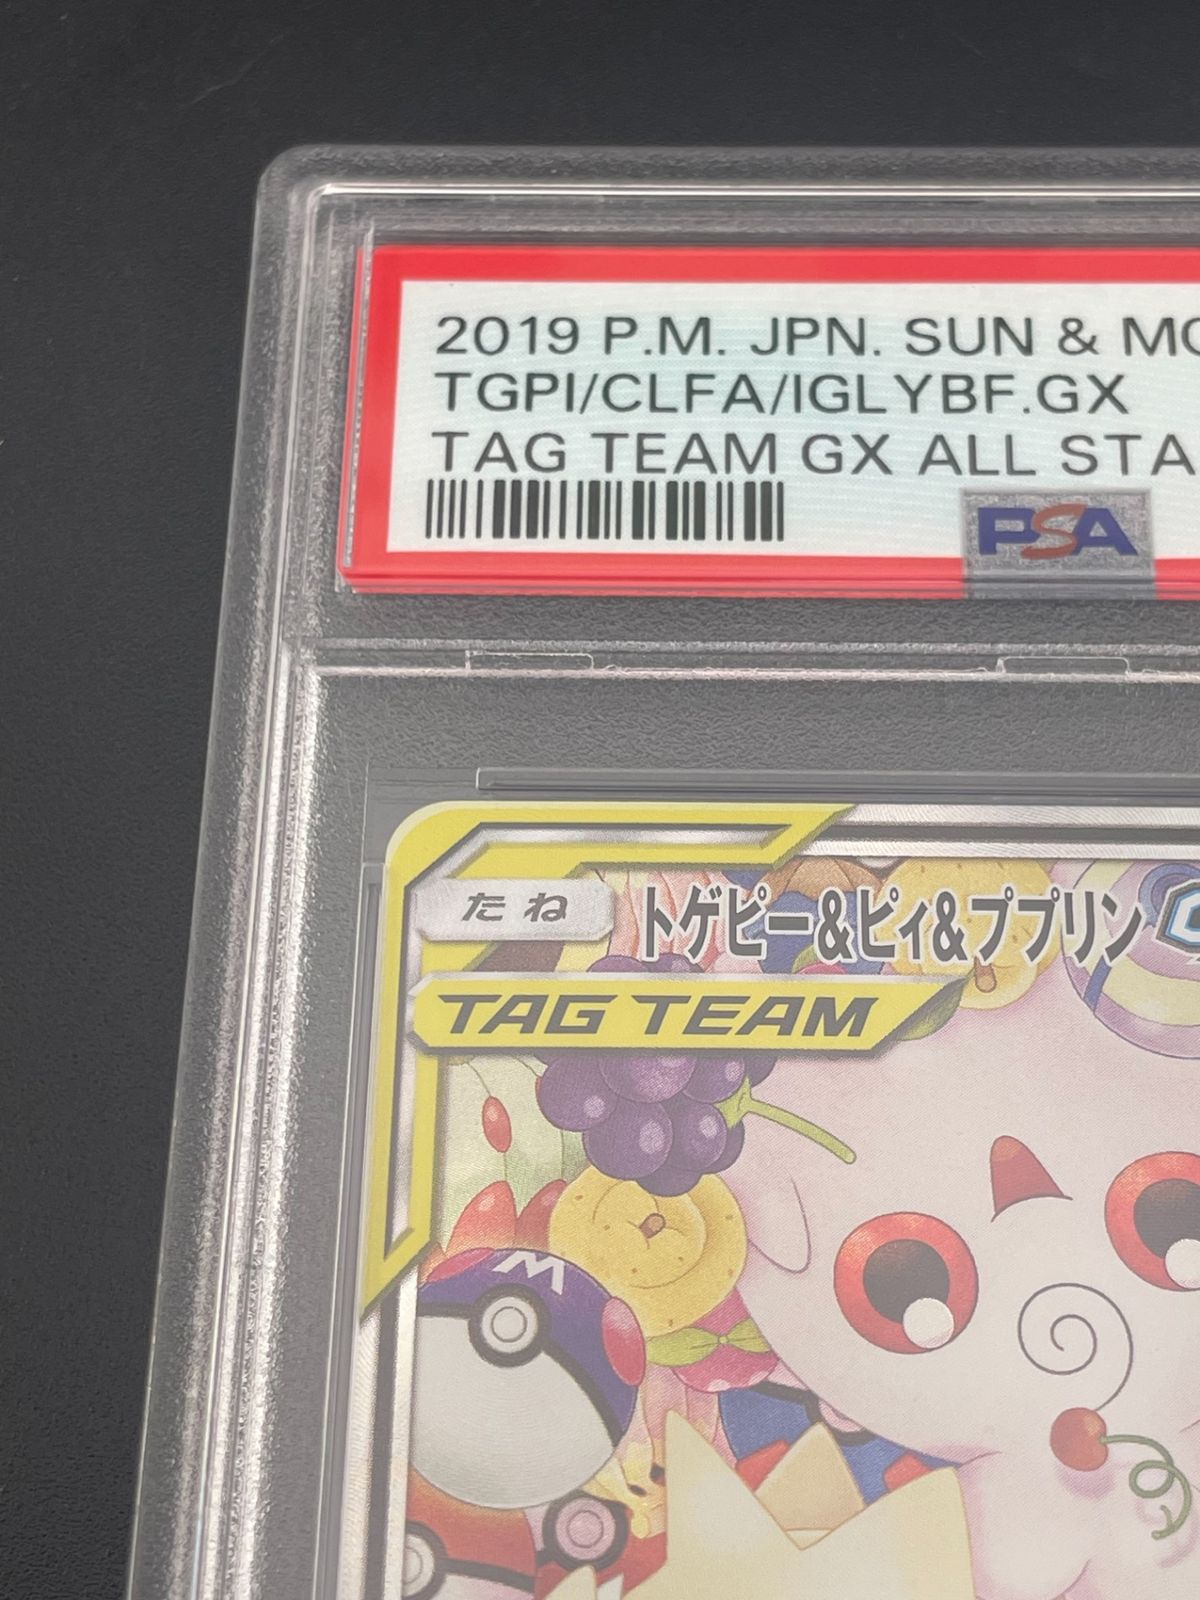 2019 P.M. JPN. SUN & MO
TGPI/CLFA/IGLYBF.GX
TAG TEAM GX ALL STA
PSA
たね
トゲピー&ピィ&ププリン
TAG TEAM
M